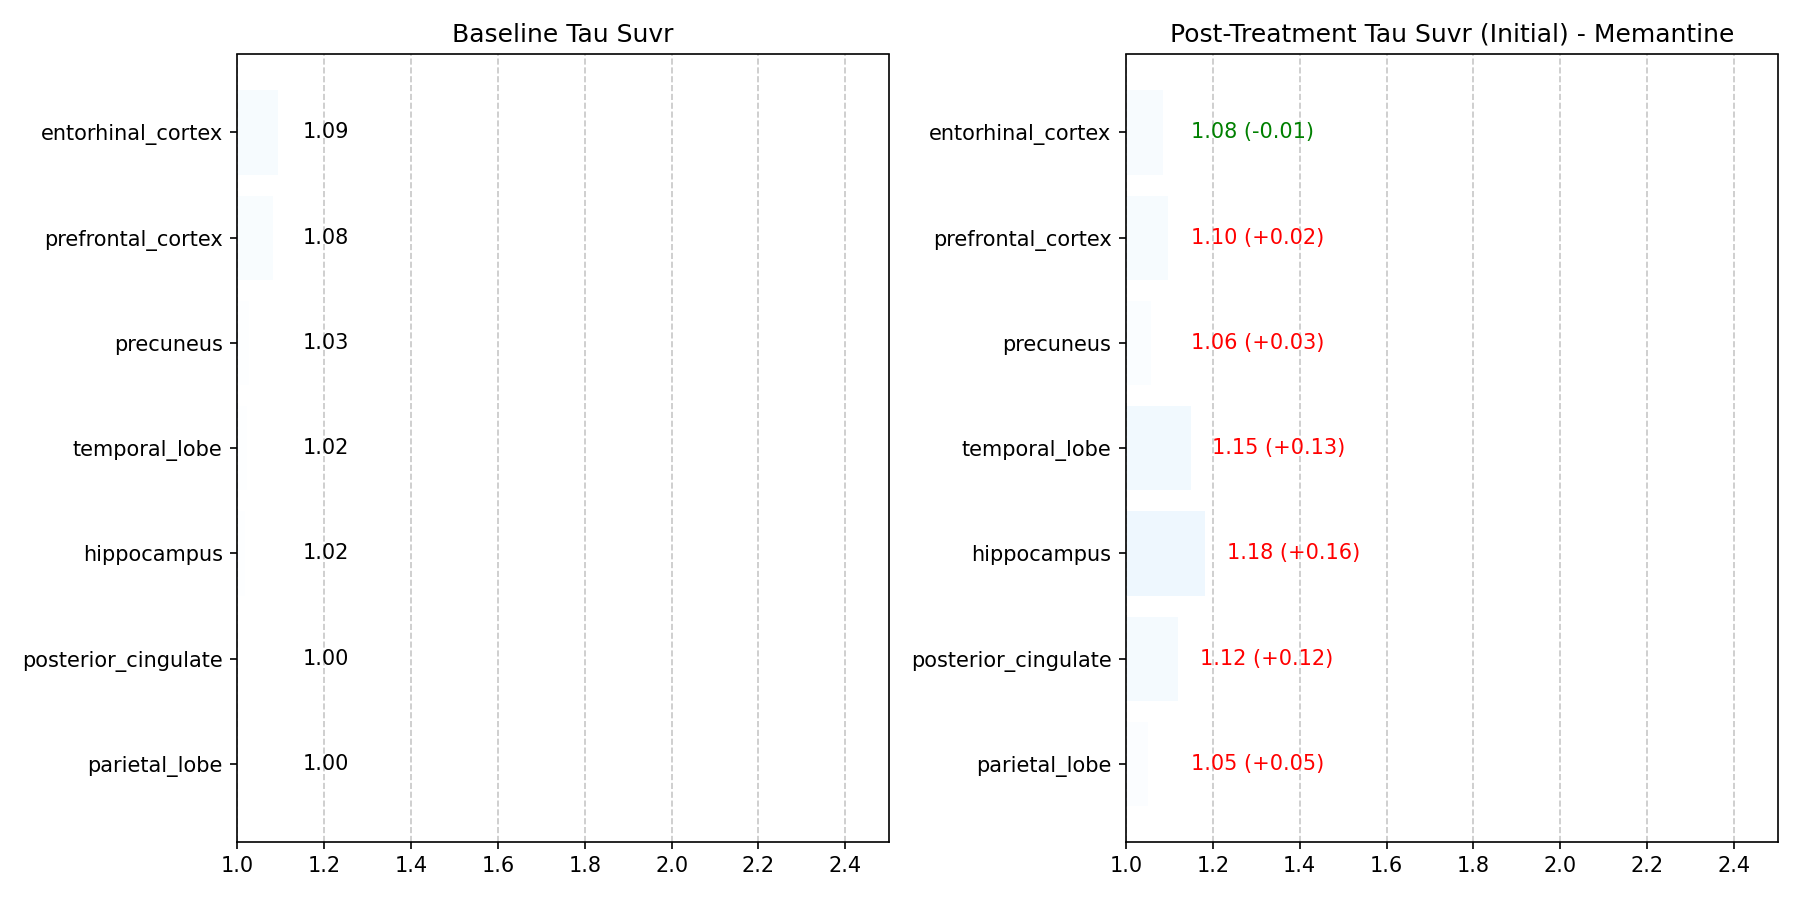 Baseline Tau Suvr
entorhinal_cortex
1.09
prefrontal_cortex
1.08
precuneus
1.03
temporal_lobe
1.02
hippocampus
1.02
posterior_cingulate
1.00
parietal_lobe
1.00
1.0 1.2 1.4 1.6 1.8 2.0 2.2 2.4
Post-Treatment Tau Suvr (Initial) - Memantine
entorhinal_cortex
1.08 (-0.01)
prefrontal_cortex
1.10 (+0.02)
precuneus
1.06 (+0.03)
temporal_lobe
1.15 (+0.13)
hippocampus
1.18 (+0.16)
posterior_cingulate
1.12 (+0.12)
parietal_lobe
1.05 (+0.05)
1.0 1.2 1.4 1.6 1.8 2.0 2.2 2.4